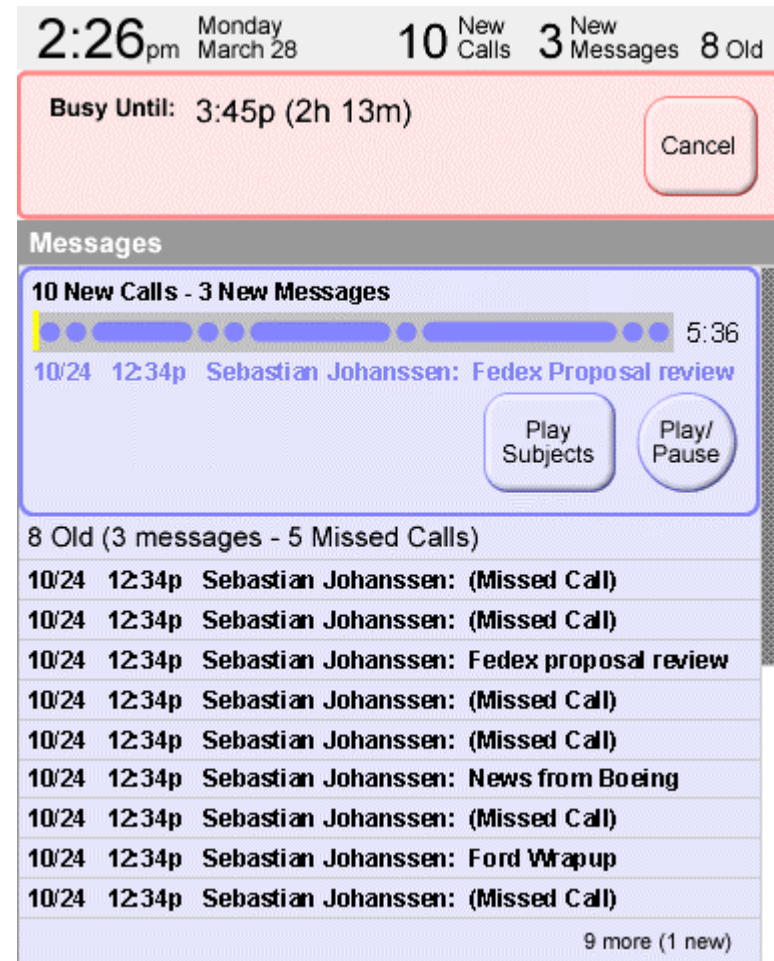 2:26pm Monday March 28 10 New Calls 3 New Messages 8 Old
Busy Until: 3:45p (2h 13m)
Cancel
Messages
10 New Calls - 3 New Messages
5:36
10/24 12:34p Sebastian Johanssen: Fedex Proposal review
Play Subjects
Play/ Pause
8 Old (3 messages - 5 Missed Calls)
10/24 12:34p Sebastian Johanssen: (Missed Call)
10/24 12:34p Sebastian Johanssen: (Missed Call)
10/24 12:34p Sebastian Johanssen: Fedex proposal review
10/24 12:34p Sebastian Johanssen: (Missed Call)
10/24 12:34p Sebastian Johanssen: (Missed Call)
10/24 12:34p Sebastian Johanssen: News from Boeing
10/24 12:34p Sebastian Johanssen: (Missed Call)
10/24 12:34p Sebastian Johanssen: Ford Wrapup
10/24 12:34p Sebastian Johanssen: (Missed Call)
9 more (1 new)